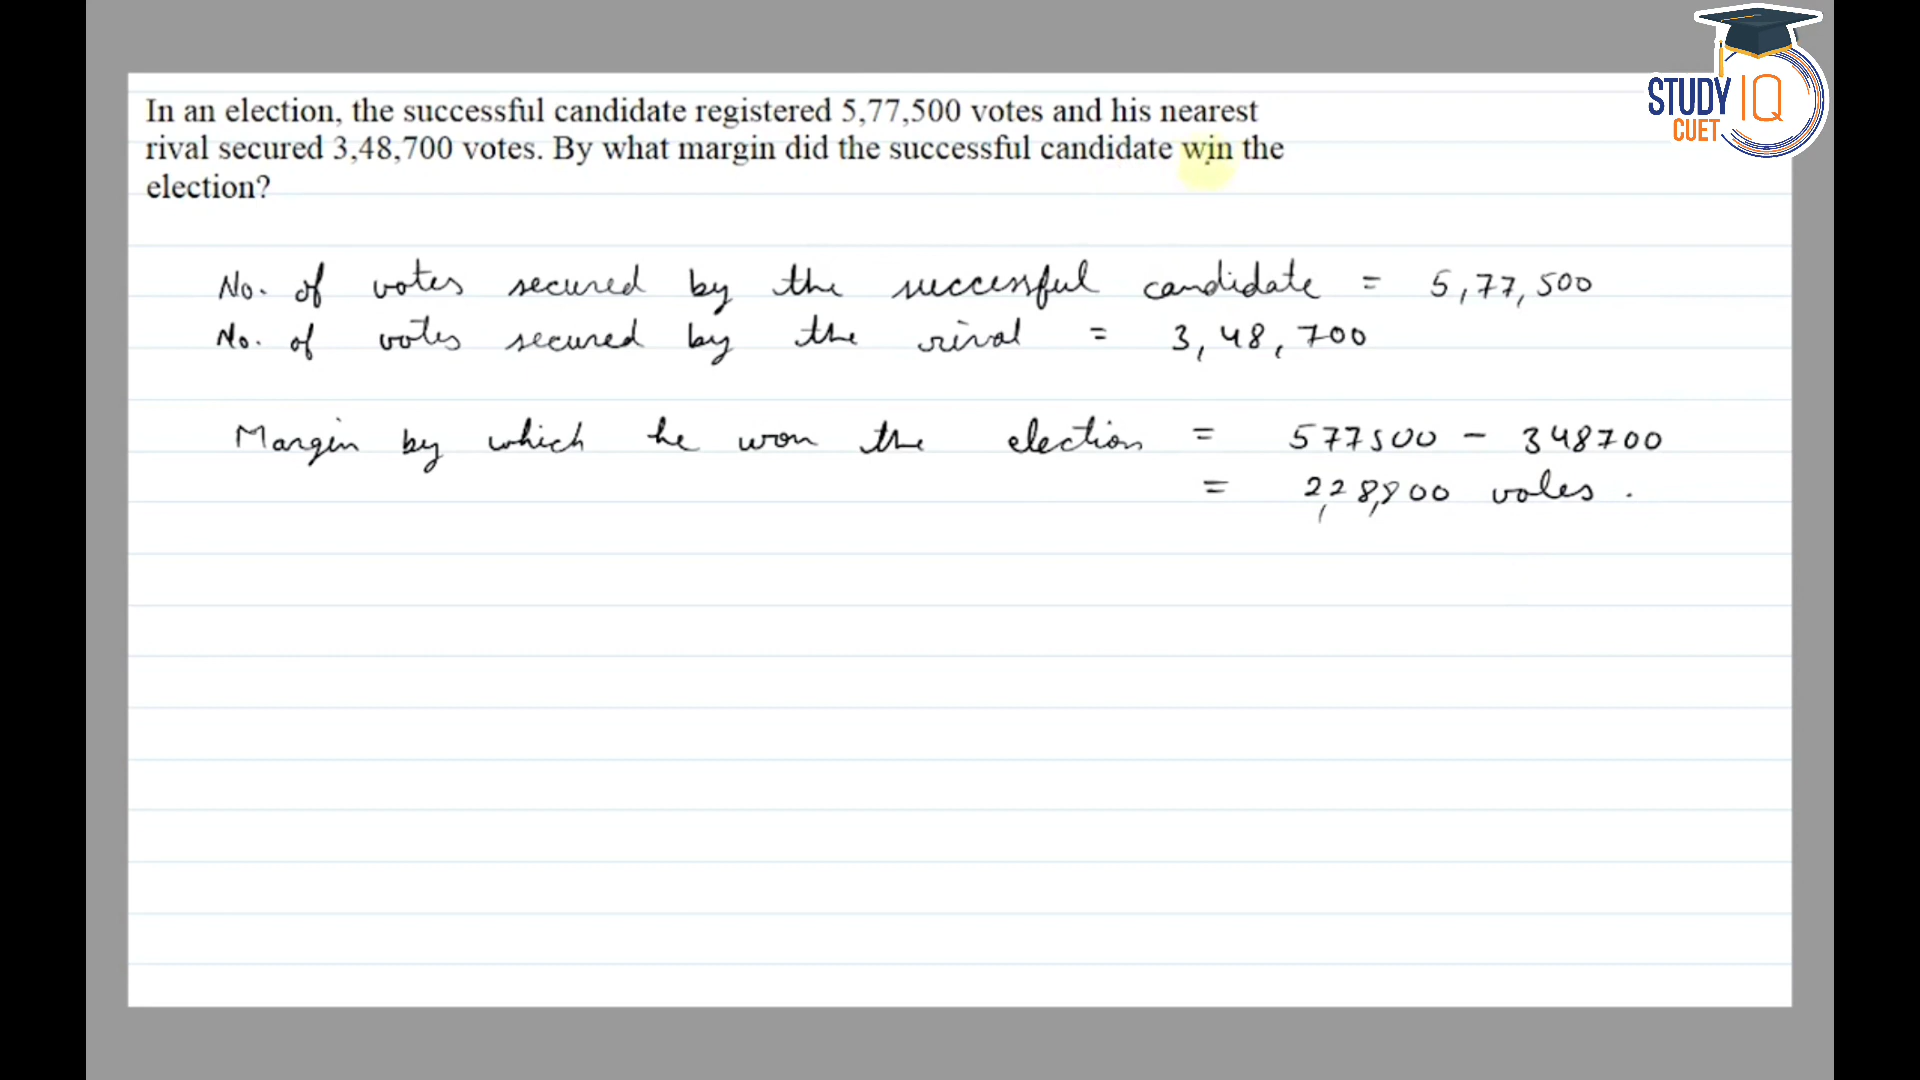 STUDY IQ
CUET
In an election, the successful candidate registered 5,77,500 votes and his nearest
rival secured 3,48,700 votes. By what margin did the successful candidate win the
election?
No. of votes secured by the successful candidate = 5,77,500
No. of votes secured by the rival = 3,48,700
Margin by which he won the election = 577500 - 348700
= 2,28,800 votes.